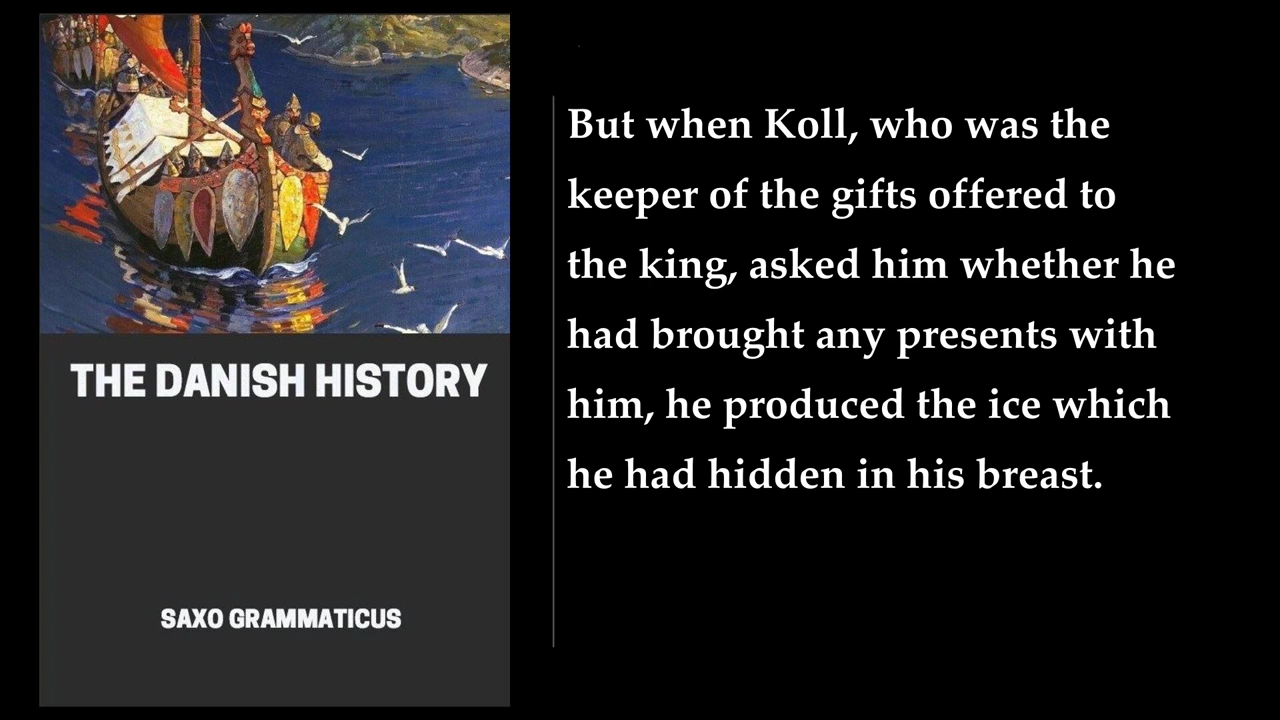 THE DANISH HISTORY
SAXO GRAMMATICUS
But when Koll, who was the
keeper of the gifts offered to
the king, asked him whether he
had brought any presents with
him, he produced the ice which
he had hidden in his breast.